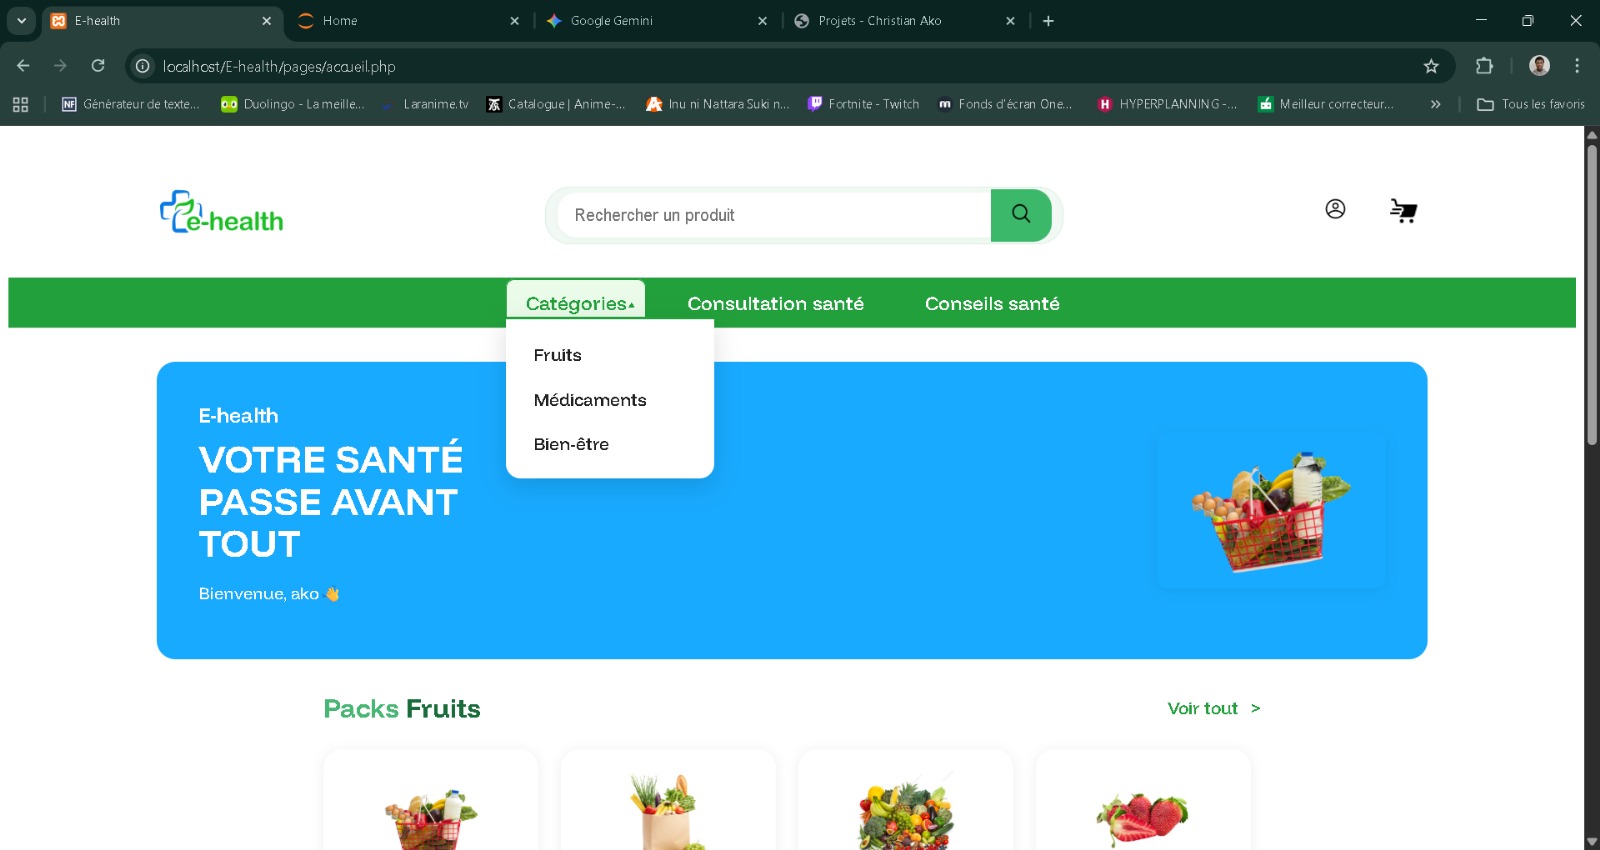 E-health
Home
Google Gemini
Projets - Christian Ako
localhost/E-health/pages/accueil.php
NF Générateur de texte...
Duolingo - La meille...
Laranime.tv
Catalogue | Anime-...
Inu ni Nattara Suki n...
Fortnite - Twitch
m Fonds d'écran One...
H HYPERPLANNING -...
Meilleur correcteur...
»
Tous les favoris
e-health
Rechercher un produit
Catégories
Consultation santé
Conseils santé
Fruits
Médicaments
Bien-être
E-health
VOTRE SANTÉ
PASSE AVANT
TOUT
Bienvenue, ako 👋
Packs Fruits
Voir tout >